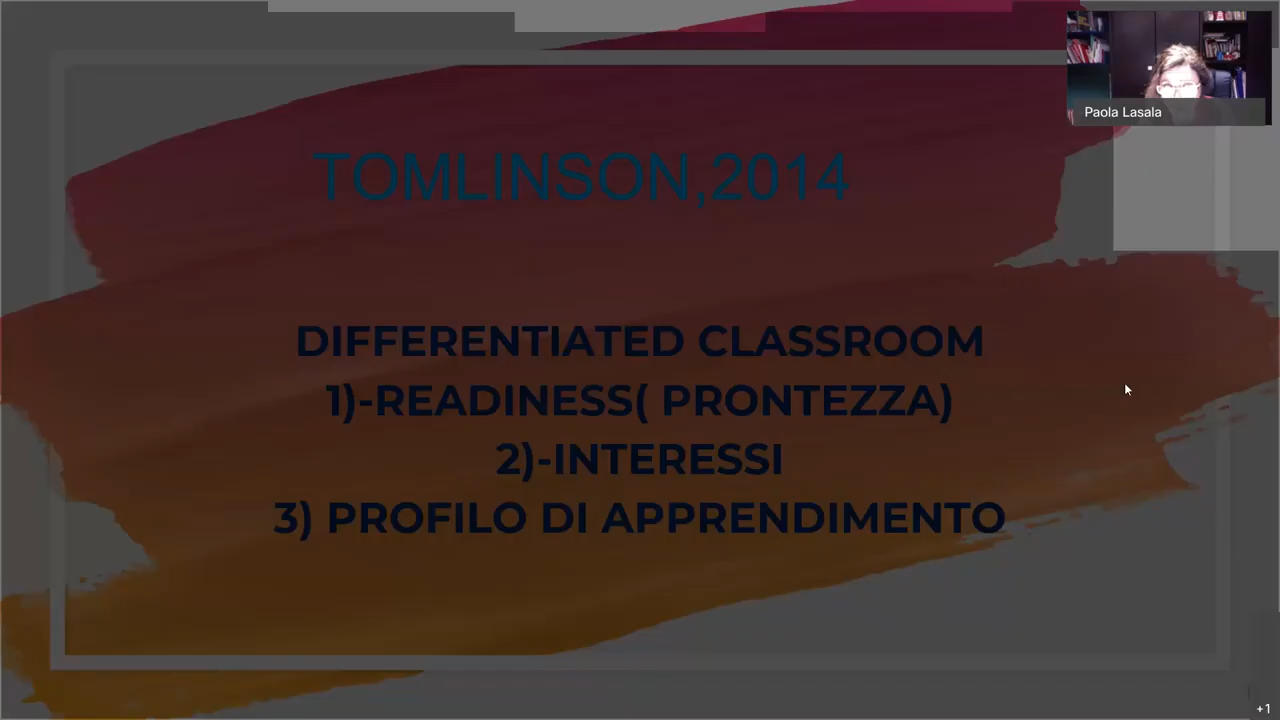 Paola Lasala
TOMLINSON,2014
DIFFERENTIATED CLASSROOM
1)-READINESS( PRONTEZZA)
2)-INTERESSI
3) PROFILO DI APPRENDIMENTO
+1